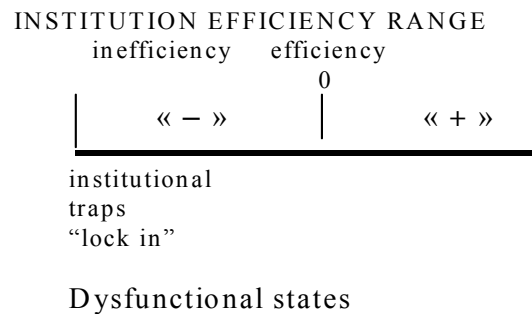 INSTITUTION EFFICIENCY RANGE
inefficiency efficiency
0
« – » « + »
institutional
traps
“lock in”
Dysfunctional states